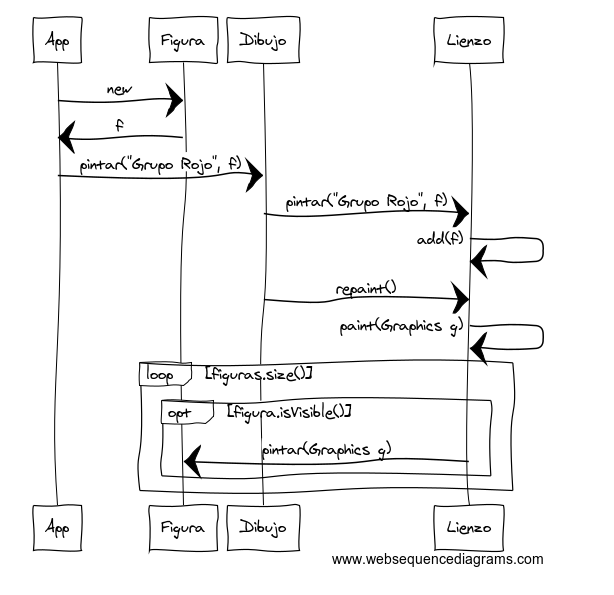 App Figura Dibujo Lienzo
new
f
pintar("Grupo Rojo", f)
pintar("Grupo Rojo", f)
add(f)
repaint()
paint(Graphics g)
loop [figuras.size()]
opt [figura.isVisible()]
pintar(Graphics g)
App Figura Dibujo Lienzo
www.websequencediagrams.com